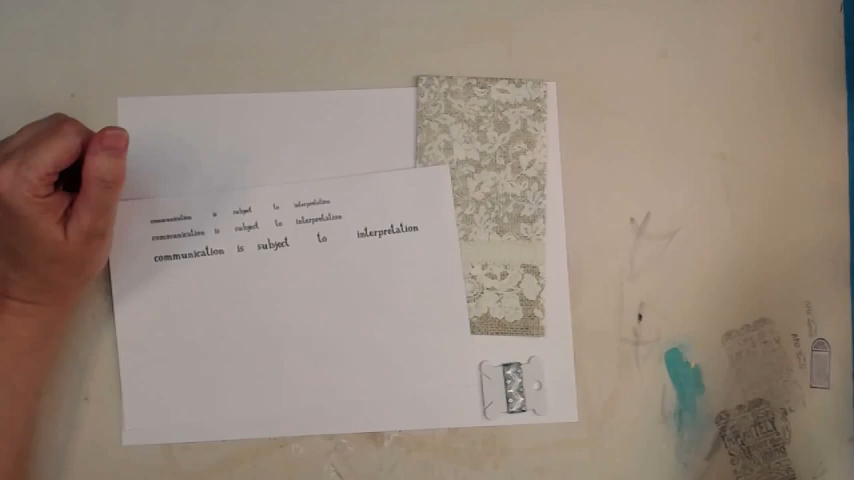 communication is subject to interpretation
communication is subject to interpretation
communication is subject to interpretation